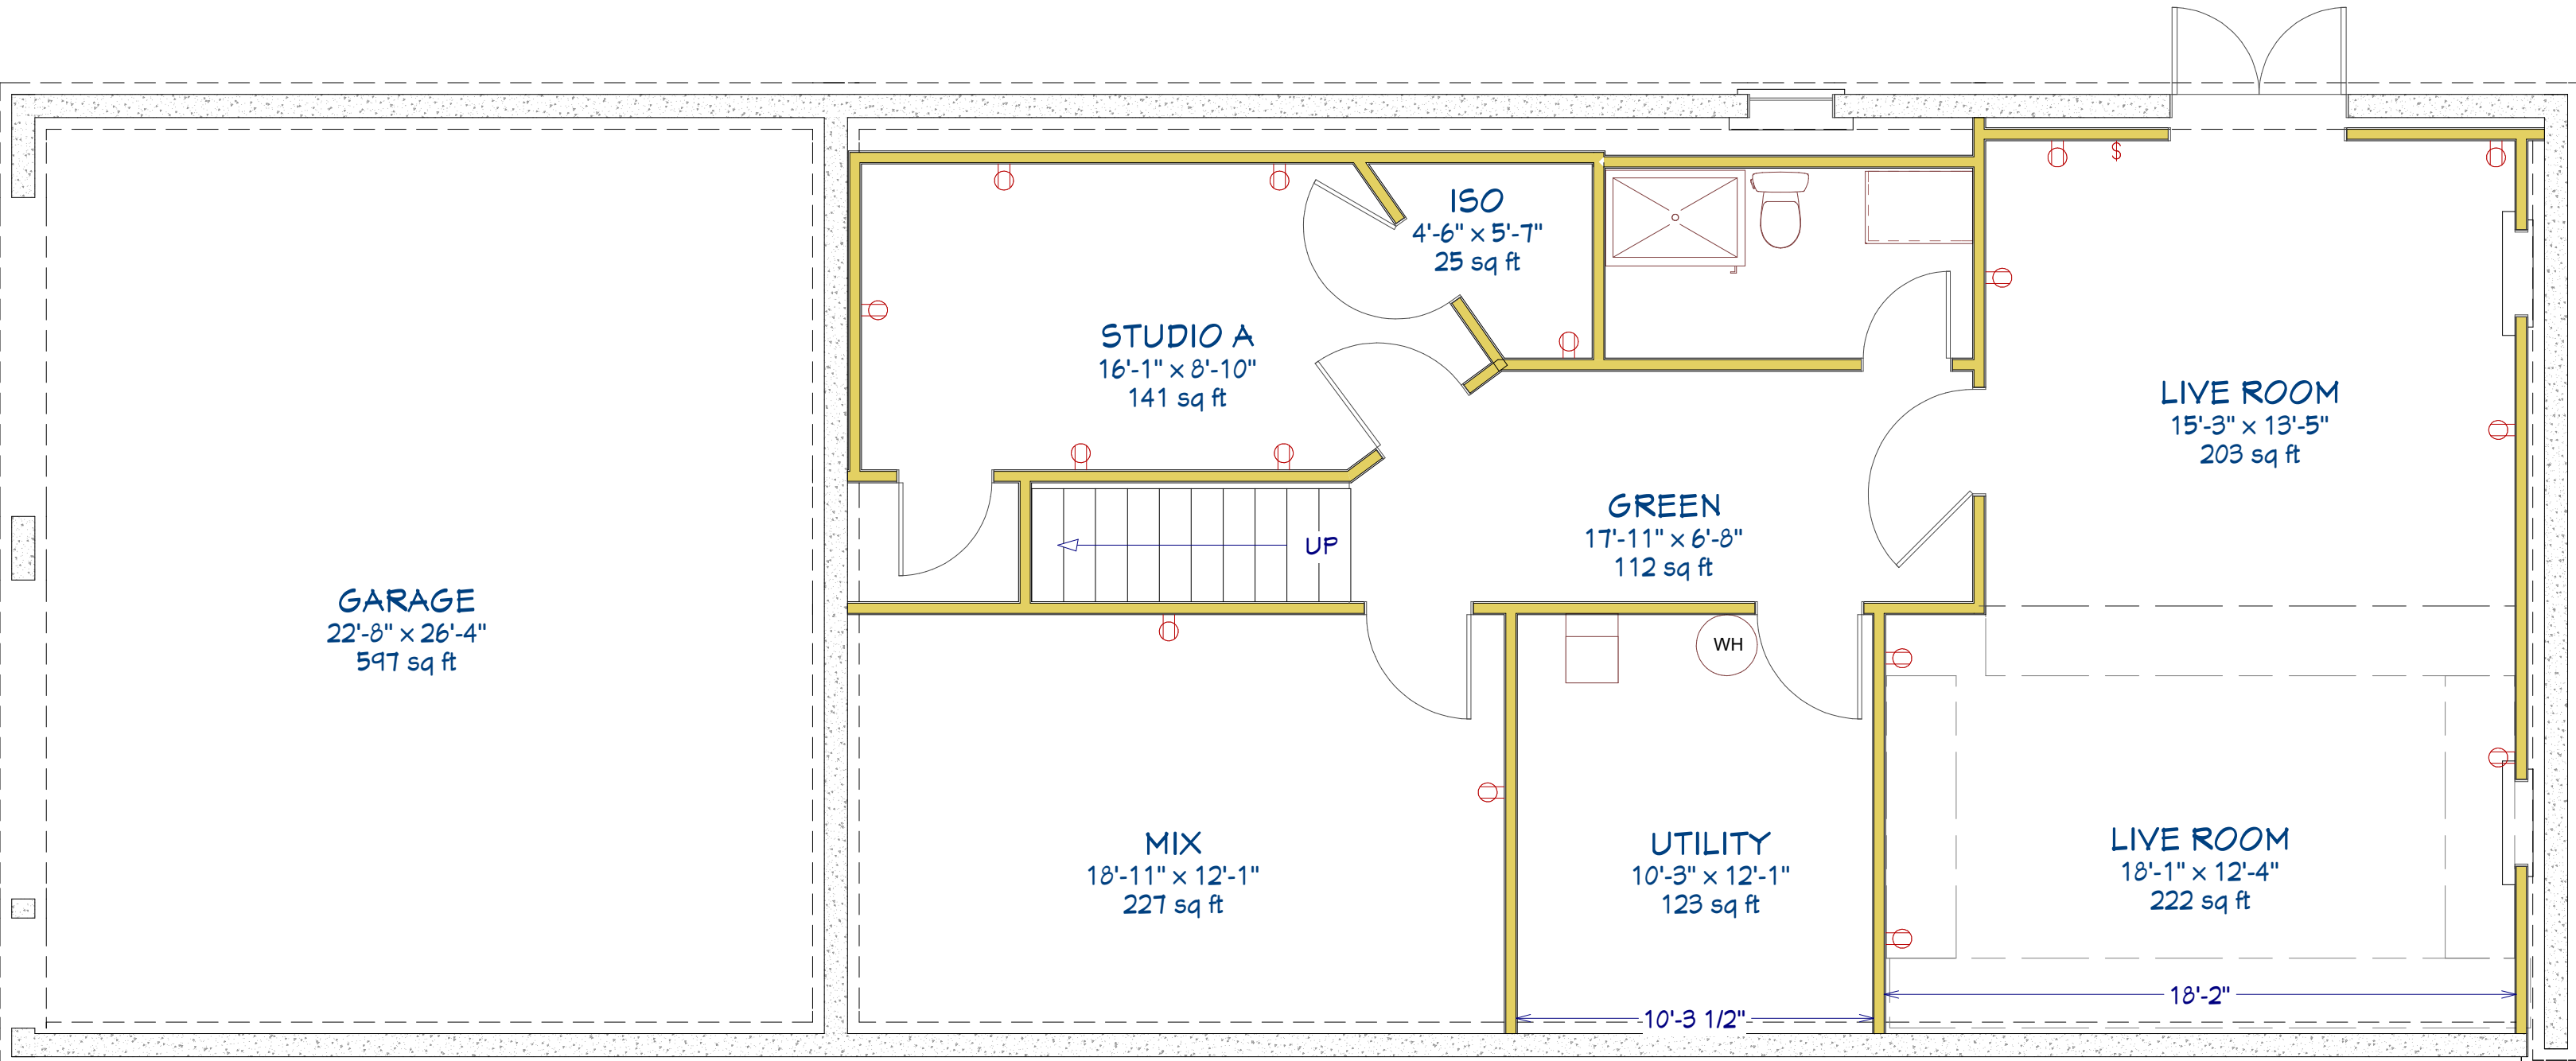 ISO
4'-6" x 5'-7"
25 sq ft
$
STUDIO A
16'-1" x 8'-10"
141 sq ft
LIVE ROOM
15'-3" x 13'-5"
203 sq ft
GREEN
17'-11" x 6'-8"
112 sq ft
UP
GARAGE
22'-8" x 26'-4"
597 sq ft
WH
MIX
18'-11" x 12'-1"
227 sq ft
UTILITY
10'-3" x 12'-1"
123 sq ft
LIVE ROOM
18'-1" x 12'-4"
222 sq ft
18'-2"
10'-3 1/2"